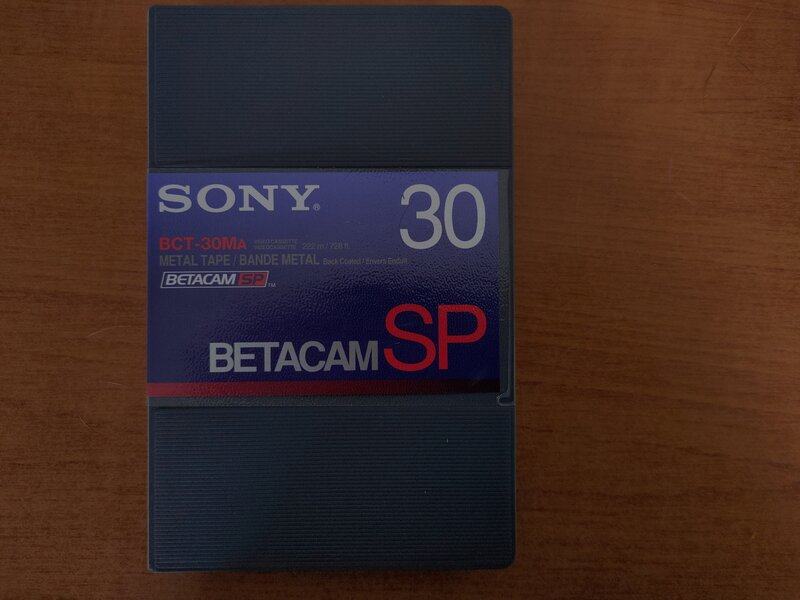 SONY®
30
BCT-30MA VIDEOCASSETTE VIDEOCASSETTE 222 m / 728 ft.
METAL TAPE / BANDE METAL Back Coated / Envers Enduit
BETACAM SP™
BETACAM SP